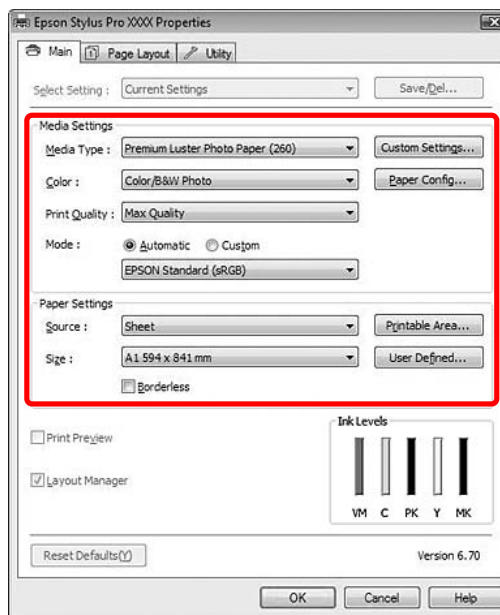 Epson Stylus Pro XXXX Properties
Main Page Layout Utility
Select Setting : Current Settings Save/Del...
Media Settings
Media Type : Premium Luster Photo Paper (260) Custom Settings...
Color : Color/B&W Photo Paper Config...
Print Quality : Max Quality
Mode : Automatic Custom
EPSON Standard (sRGB)
Paper Settings
Source : Sheet Printable Area...
Size : A1 594 x 841 mm User Defined...
Borderless
Print Preview
Layout Manager
Ink Levels
VM C PK Y MK
Reset Defaults(Y) Version 6.70
OK Cancel Help